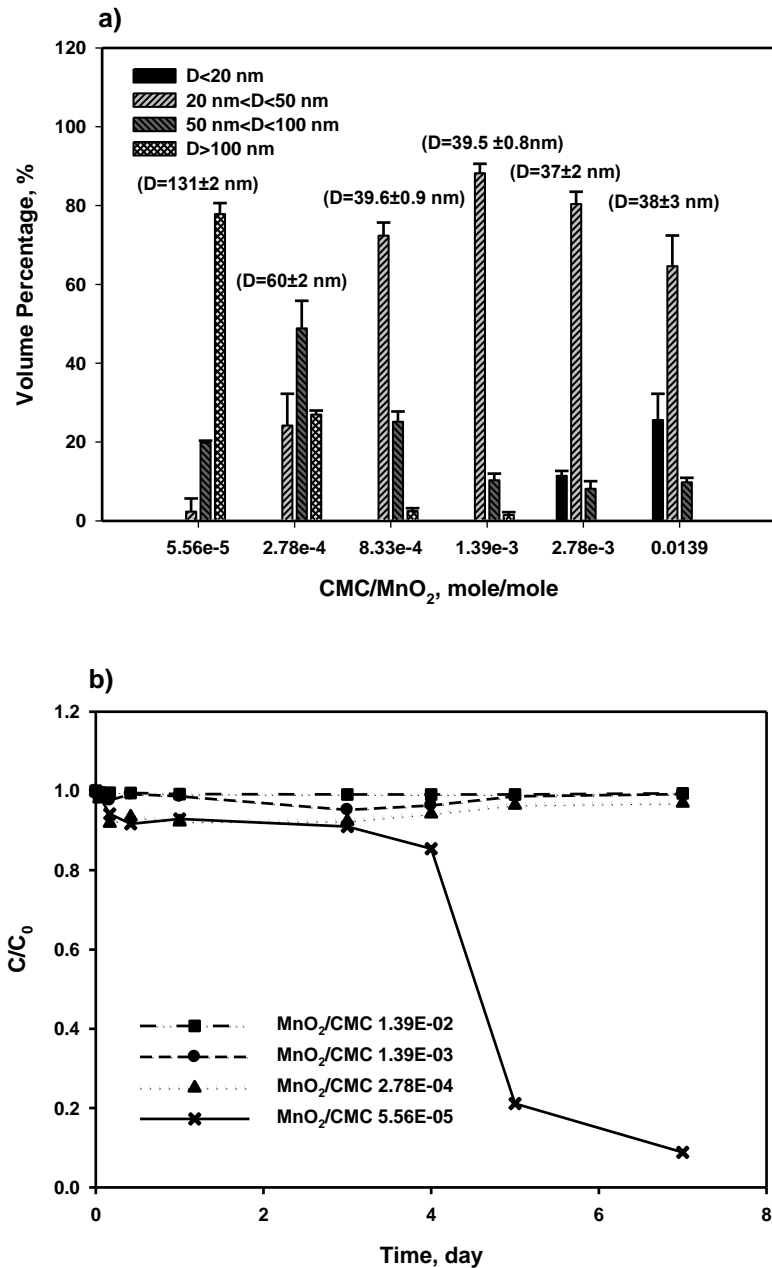 a)
120
100
80
60
40
20
0
Volume Percentage, %
D<20 nm
20 nm<D<50 nm
50 nm<D<100 nm
D>100 nm
(D=131±2 nm)
(D=60±2 nm)
(D=39.6±0.9 nm)
(D=39.5 ±0.8nm)
(D=37±2 nm)
(D=38±3 nm)
5.56e-5 2.78e-4 8.33e-4 1.39e-3 2.78e-3 0.0139
CMC/MnO₂, mole/mole
b)
1.2
1.0
0.8
0.6
0.4
0.2
0.0
C/C₀
MnO₂/CMC 1.39E-02
MnO₂/CMC 1.39E-03
MnO₂/CMC 2.78E-04
MnO₂/CMC 5.56E-05
0 2 4 6 8
Time, day